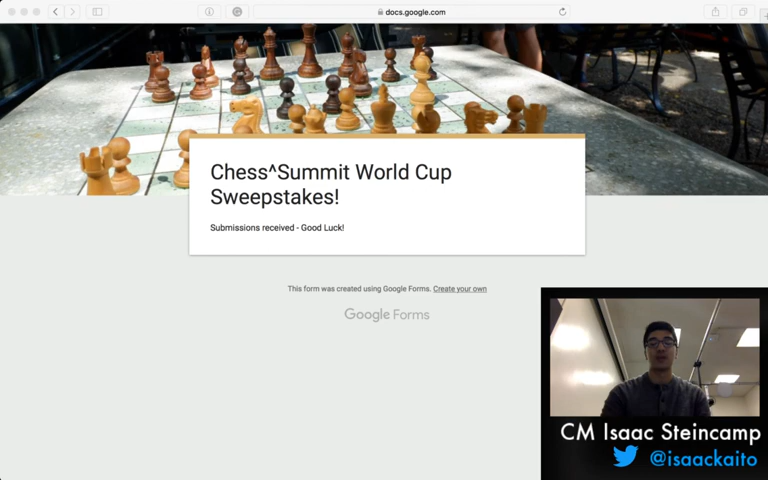 docs.google.com
Chess^Summit World Cup
Sweepstakes!
Submissions received - Good Luck!
This form was created using Google Forms. Create your own
Google Forms
CM Isaac Steincamp
@isaackaito